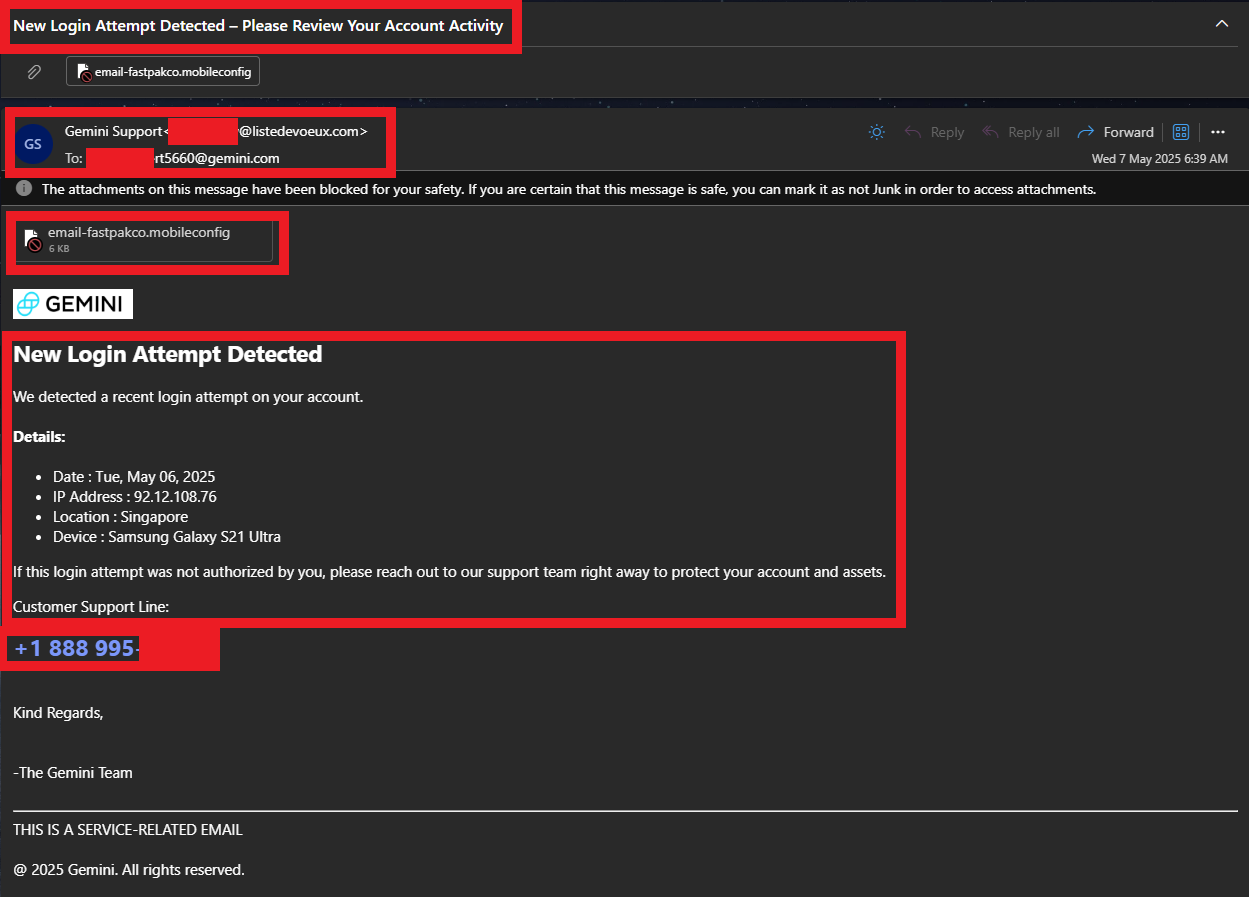 New Login Attempt Detected – Please Review Your Account Activity
email-fastpakco.mobileconfig
GS
Gemini Support< @listedevoeux.com>
Reply
Reply all
Forward
To: rt5660@gemini.com
Wed 7 May 2025 6:39 AM
The attachments on this message have been blocked for your safety. If you are certain that this message is safe, you can mark it as not Junk in order to access attachments.
email-fastpakco.mobileconfig
6 KB
GEMINI
New Login Attempt Detected
We detected a recent login attempt on your account.
Details:
• Date : Tue, May 06, 2025
• IP Address : 92.12.108.76
• Location : Singapore
• Device : Samsung Galaxy S21 Ultra
If this login attempt was not authorized by you, please reach out to our support team right away to protect your account and assets.
Customer Support Line:
+1 888 995-
Kind Regards,
-The Gemini Team
THIS IS A SERVICE-RELATED EMAIL
@ 2025 Gemini. All rights reserved.